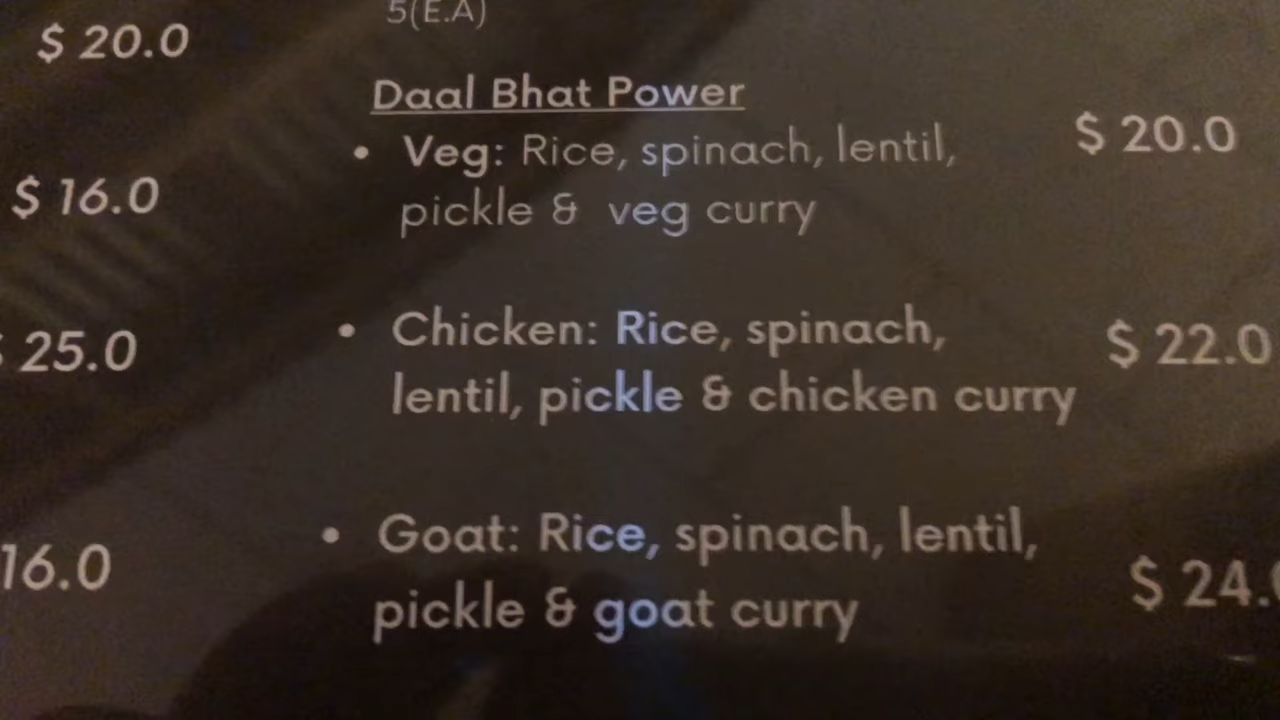 5(E.A)
$ 20.0
Daal Bhat Power
• Veg: Rice, spinach, lentil,
pickle & veg curry
$ 20.0
$ 16.0
• Chicken: Rice, spinach,
lentil, pickle & chicken curry
$ 22.0
25.0
• Goat: Rice, spinach, lentil,
pickle & goat curry
$ 24.
16.0